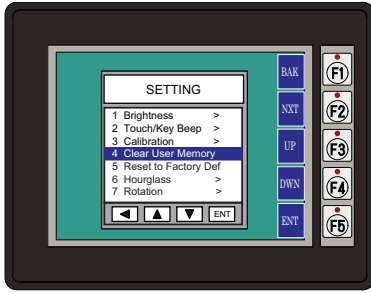 SETTING
1 Brightness >
2 Touch/Key Beep >
3 Calibration >
4 Clear User Memory
5 Reset to Factory Def
6 Hourglass >
7 Rotation >
ENT
BAK
NXT
UP
DWN
ENT
F1
F2
F3
F4
F5